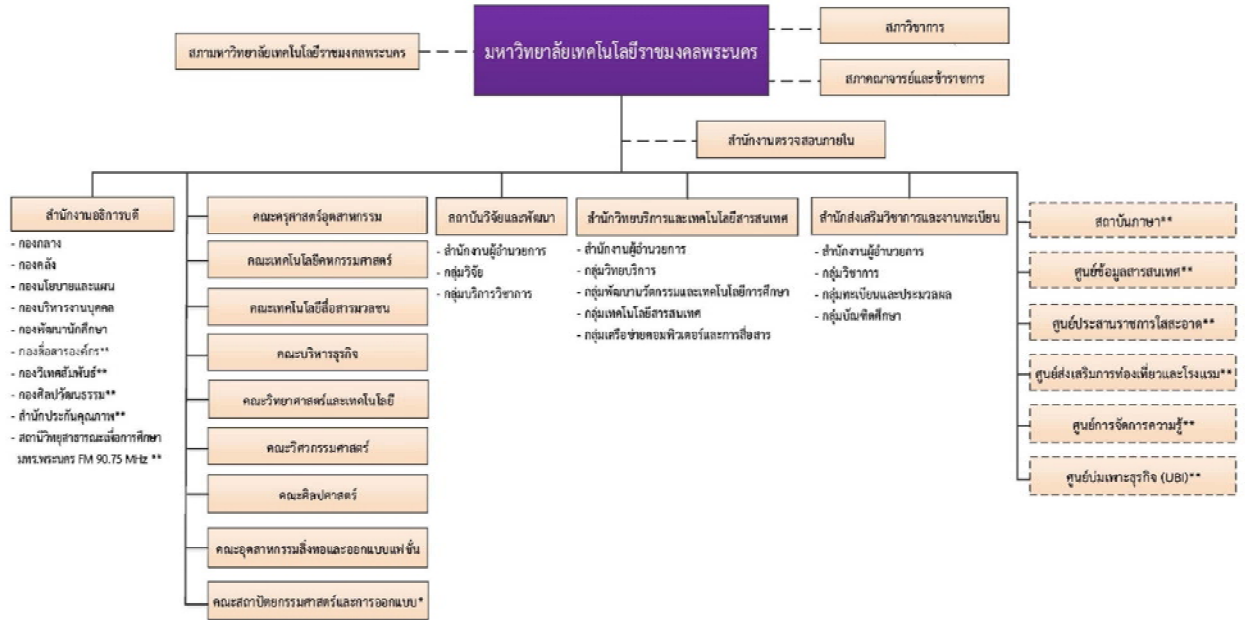 สภามหาวิทยาลัยเทคโนโลยีราชมงคลพระนคร
มหาวิทยาลัยเทคโนโลยีราชมงคลพระนคร
สภาวิชาการ
สภาคณาจารย์และข้าราชการ
สำนักงานตรวจสอบภายใน
สำนักงานอธิการบดี
- กองกลาง
- กองคลัง
- กองนโยบายและแผน
- กองบริหารงานบุคคล
- กองพัฒนานักศึกษา
- กองสื่อสารองค์กร**
- กองวิเทศสัมพันธ์**
- กองศิลปวัฒนธรรม**
- สำนักประกันคุณภาพ**
- สถานีวิทยุสาธารณะเพื่อการศึกษา
มทร.พระนคร FM 90.75 MHz **
คณะครุศาสตร์อุตสาหกรรม
คณะเทคโนโลยีคหกรรมศาสตร์
คณะเทคโนโลยีสื่อสารมวลชน
คณะบริหารธุรกิจ
คณะวิทยาศาสตร์และเทคโนโลยี
คณะวิศวกรรมศาสตร์
คณะศิลปศาสตร์
คณะอุตสาหกรรมสิ่งทอและออกแบบแฟชั่น
คณะสถาปัตยกรรมศาสตร์และการออกแบบ*
สถาบันวิจัยและพัฒนา
- สำนักงานผู้อำนวยการ
- กลุ่มวิจัย
- กลุ่มบริการวิชาการ
สำนักวิทยบริการและเทคโนโลยีสารสนเทศ
- สำนักงานผู้อำนวยการ
- กลุ่มวิทยบริการ
- กลุ่มพัฒนานวัตกรรมและเทคโนโลยีการศึกษา
- กลุ่มเทคโนโลยีสารสนเทศ
- กลุ่มเครือข่ายคอมพิวเตอร์และการสื่อสาร
สำนักส่งเสริมวิชาการและงานทะเบียน
- สำนักงานผู้อำนวยการ
- กลุ่มวิชาการ
- กลุ่มทะเบียนและประมวลผล
- กลุ่มบัณฑิตศึกษา
สถาบันภาษา**
ศูนย์ข้อมูลสารสนเทศ**
ศูนย์ประสานราชการใสสะอาด**
ศูนย์ส่งเสริมการท่องเที่ยวและโรงแรม**
ศูนย์การจัดการความรู้**
ศูนย์บ่มเพาะธุรกิจ (UBI)**